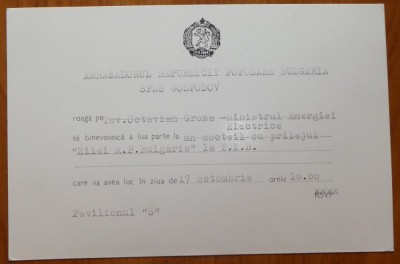 AMBASADORUL REPUBLICII POPULARE BULGARIA
SPAS GOSPODOV
roagă pe Tov. Octavian Groza - Ministrul Energiei
Electrice
să binevoească a lua parte la un cocteil cu prilejul
"Zilei R.P.Bulgaria" la T.I.B.
care va avea loc în ziua de 17 octombrie orele 16.00
RSVP
Pavilionul